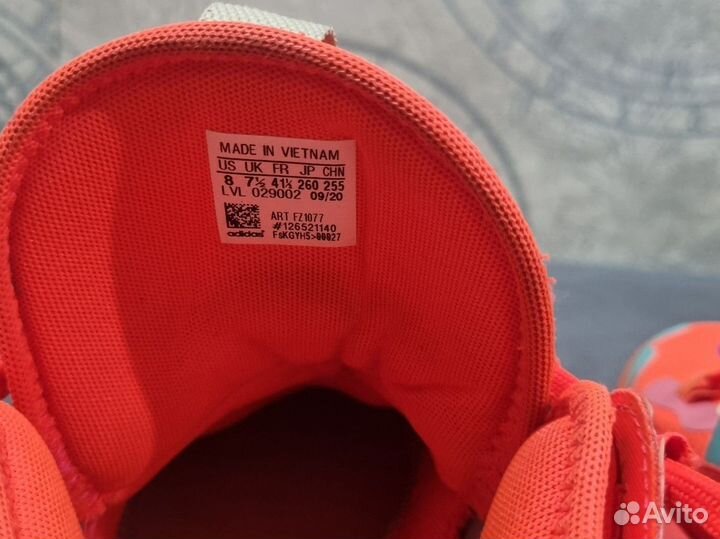 MADE IN VIETNAM
US UK FR JP CHN
8 7½ 41⅓ 260 255
LVL 029002 09/20
ART FZ1077
#126521140
adidas
Avito